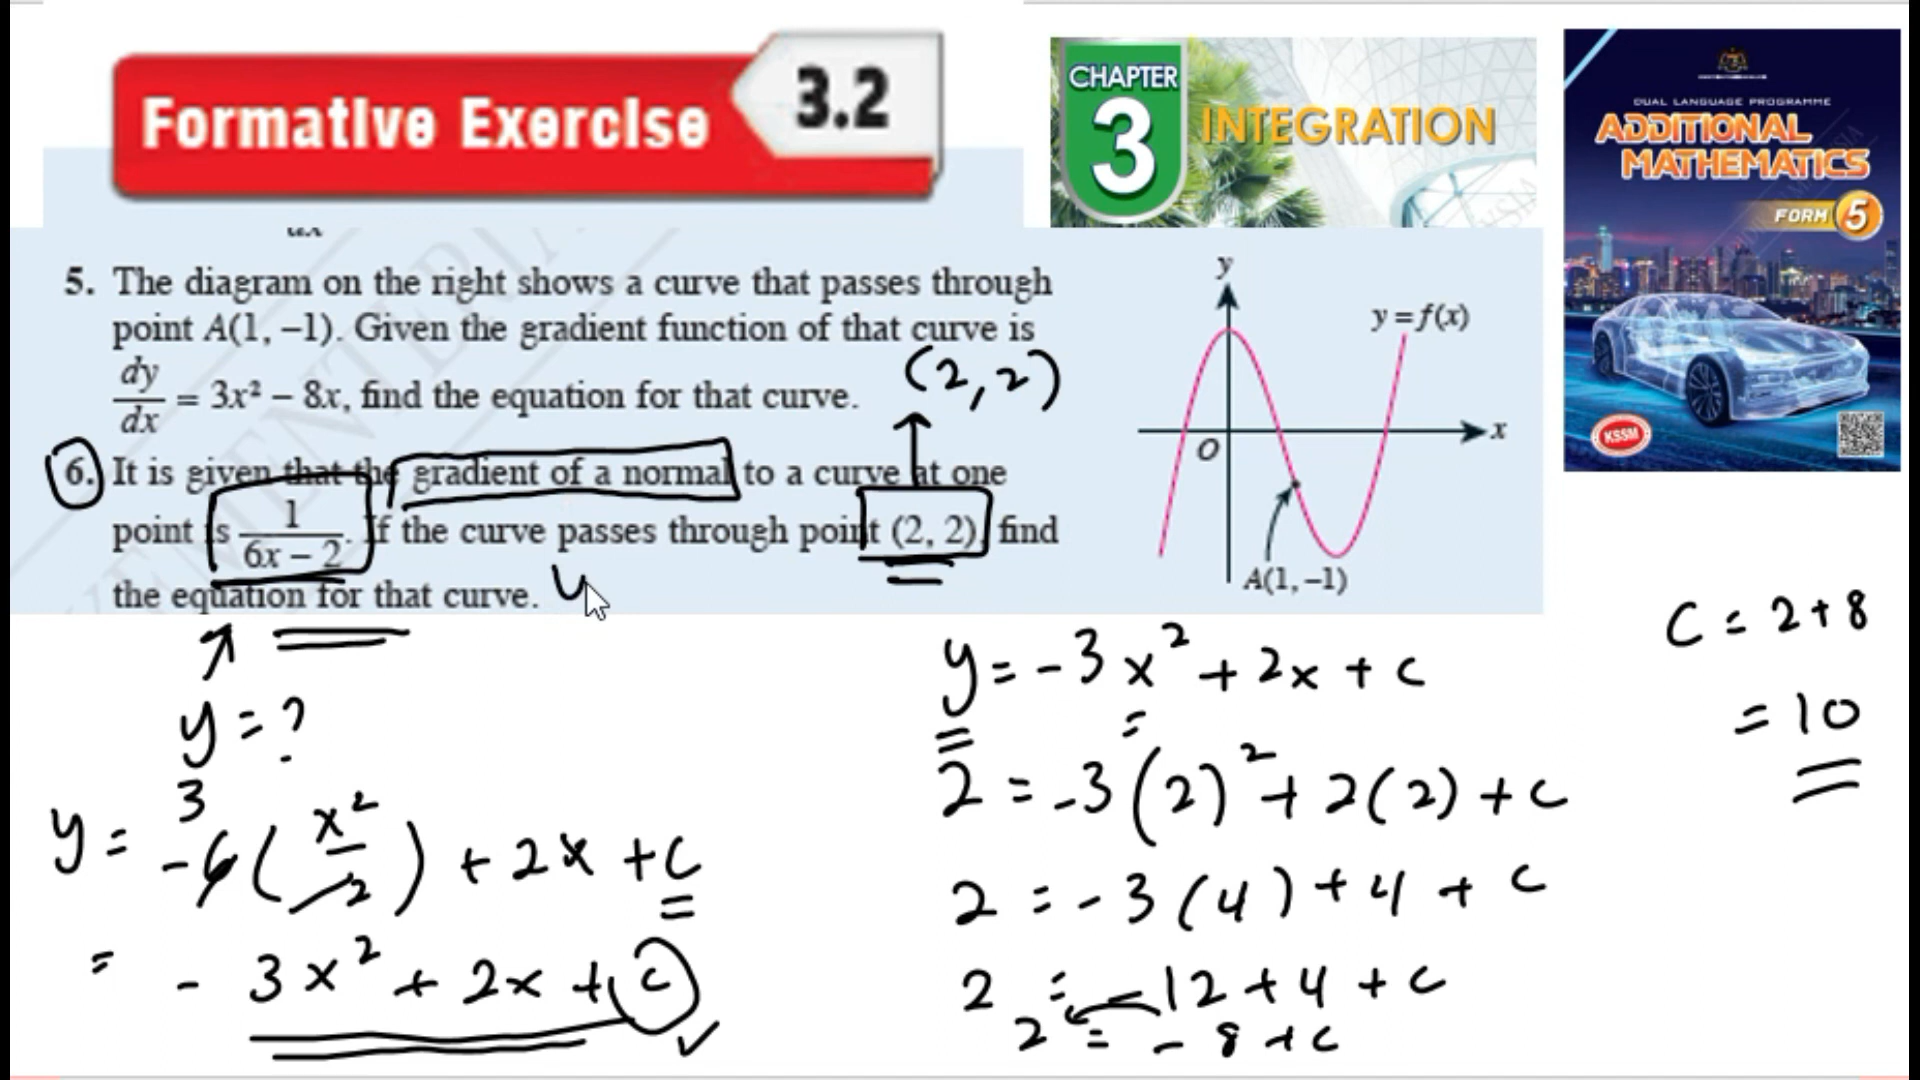 Formative Exercise 3.2
CHAPTER 3 INTEGRATION
DUAL LANGUAGE PROGRAMME
ADDITIONAL
MATHEMATICS
FORM 5
KSSM
dx
5. The diagram on the right shows a curve that passes through
point A(1, –1). Given the gradient function of that curve is
dy/dx = 3x² – 8x, find the equation for that curve.
(2, 2)
6. It is given that the gradient of a normal to a curve at one
point is 1/(6x – 2). If the curve passes through point (2, 2), find
the equation for that curve. y
y
y = f(x)
x
O
A(1, –1)
y = ?
3
y = -6(x²/2) + 2x + c
= - 3x² + 2x + c
y = -3x² + 2x + c
2 = -3(2)² + 2(2) + c
2 = -3(4) + 4 + c
2 = -12 + 4 + c
2 = - 8 + c
C = 2 + 8
= 10